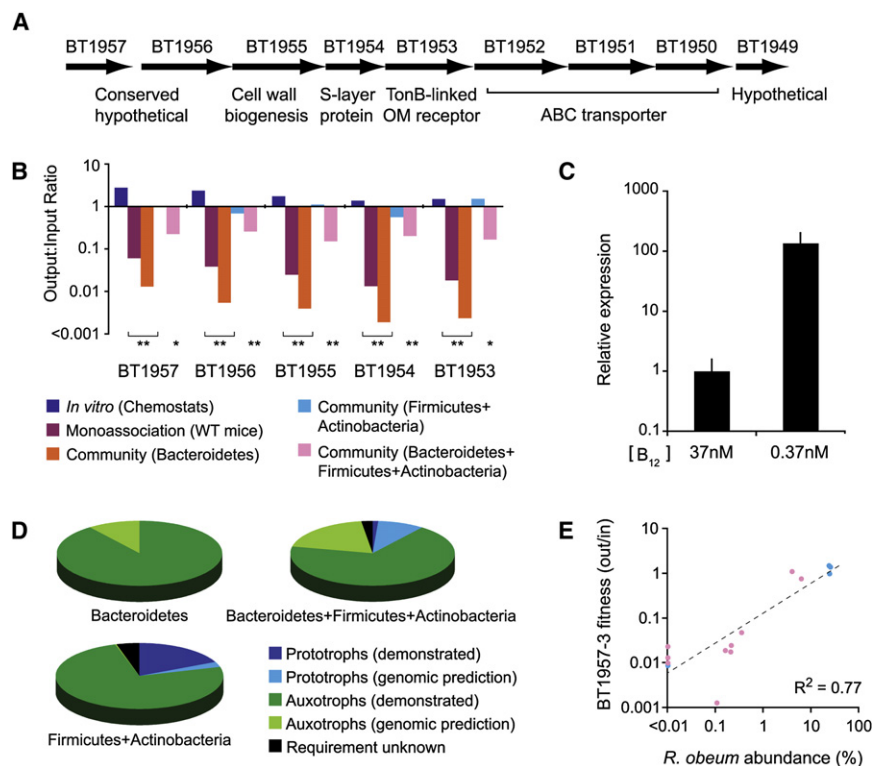 A
BT1957 BT1956 BT1955 BT1954 BT1953 BT1952 BT1951 BT1950 BT1949
Conserved hypothetical
Cell wall biogenesis
S-layer protein
TonB-linked OM receptor
ABC transporter
Hypothetical
B
Output:Input Ratio
10
1
0.1
0.01
<0.001
** * ** ** ** ** ** ** ** *
BT1957 BT1956 BT1955 BT1954 BT1953
In vitro (Chemostats)
Monoassociation (WT mice)
Community (Bacteroidetes)
Community (Firmicutes+
Actinobacteria)
Community (Bacteroidetes+
Firmicutes+Actinobacteria)
C
Relative expression
1000
100
10
1
0.1
[B12] 37nM 0.37nM
D
Bacteroidetes
Bacteroidetes+Firmicutes+Actinobacteria
Firmicutes+Actinobacteria
Prototrophs (demonstrated)
Prototrophs (genomic prediction)
Auxotrophs (demonstrated)
Auxotrophs (genomic prediction)
Requirement unknown
E
BT1957-3 fitness (out/in)
10
1
0.1
0.01
0.001
R2 = 0.77
<0.01 0.1 1 10 100
R. obeum abundance (%)